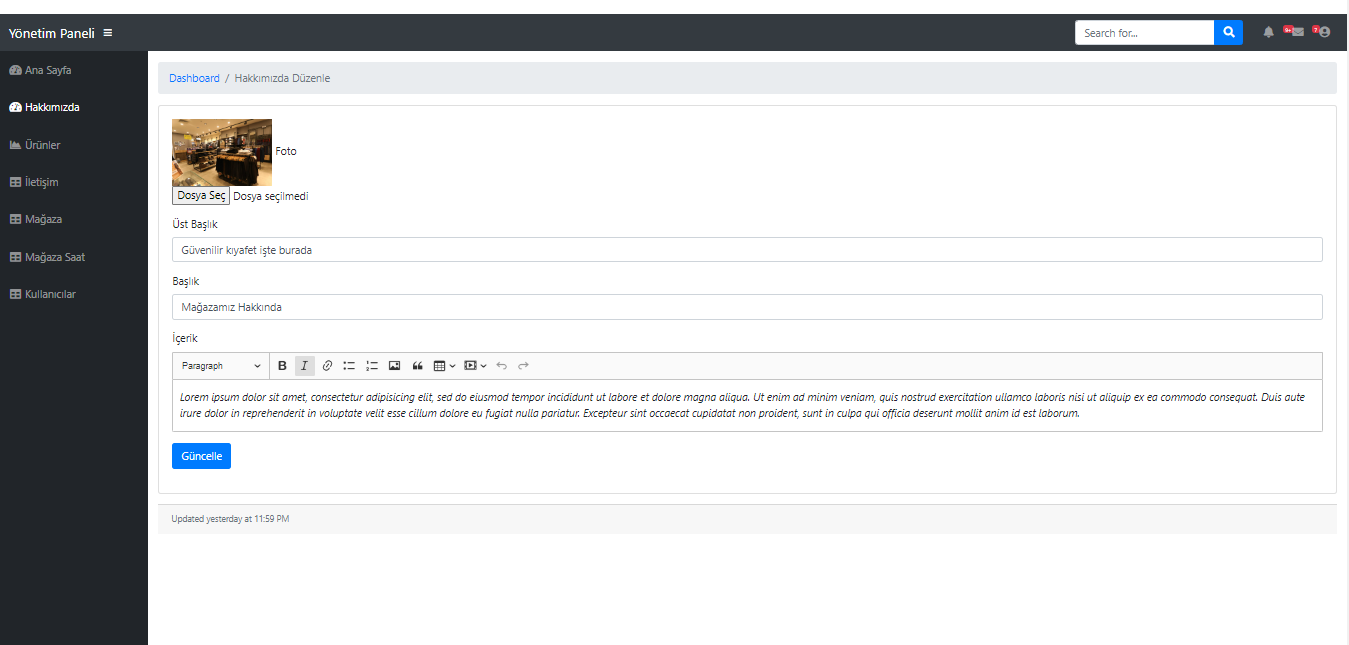 Yönetim Paneli
Search for...
9+
7
Ana Sayfa
Hakkımızda
Ürünler
İletişim
Mağaza
Mağaza Saat
Kullanıcılar
Dashboard / Hakkımızda Düzenle
Foto
Dosya Seç Dosya seçilmedi
Üst Başlık
Güvenilir kıyafet işte burada
Başlık
Mağazamız Hakkında
İçerik
Paragraph B I
Lorem ipsum dolor sit amet, consectetur adipisicing elit, sed do eiusmod tempor incididunt ut labore et dolore magna aliqua. Ut enim ad minim veniam, quis nostrud exercitation ullamco laboris nisi ut aliquip ex ea commodo consequat. Duis aute
irure dolor in reprehenderit in voluptate velit esse cillum dolore eu fugiat nulla pariatur. Excepteur sint occaecat cupidatat non proident, sunt in culpa qui officia deserunt mollit anim id est laborum.
Güncelle
Updated yesterday at 11:59 PM